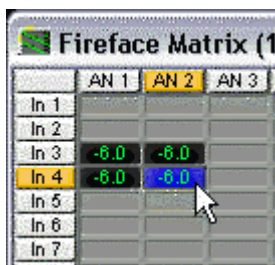 Fireface Matrix (1
AN 1 AN 2 AN 3
In 1
In 2
In 3 -6.0 -6.0
In 4 -6.0 -6.0
In 5
In 6
In 7